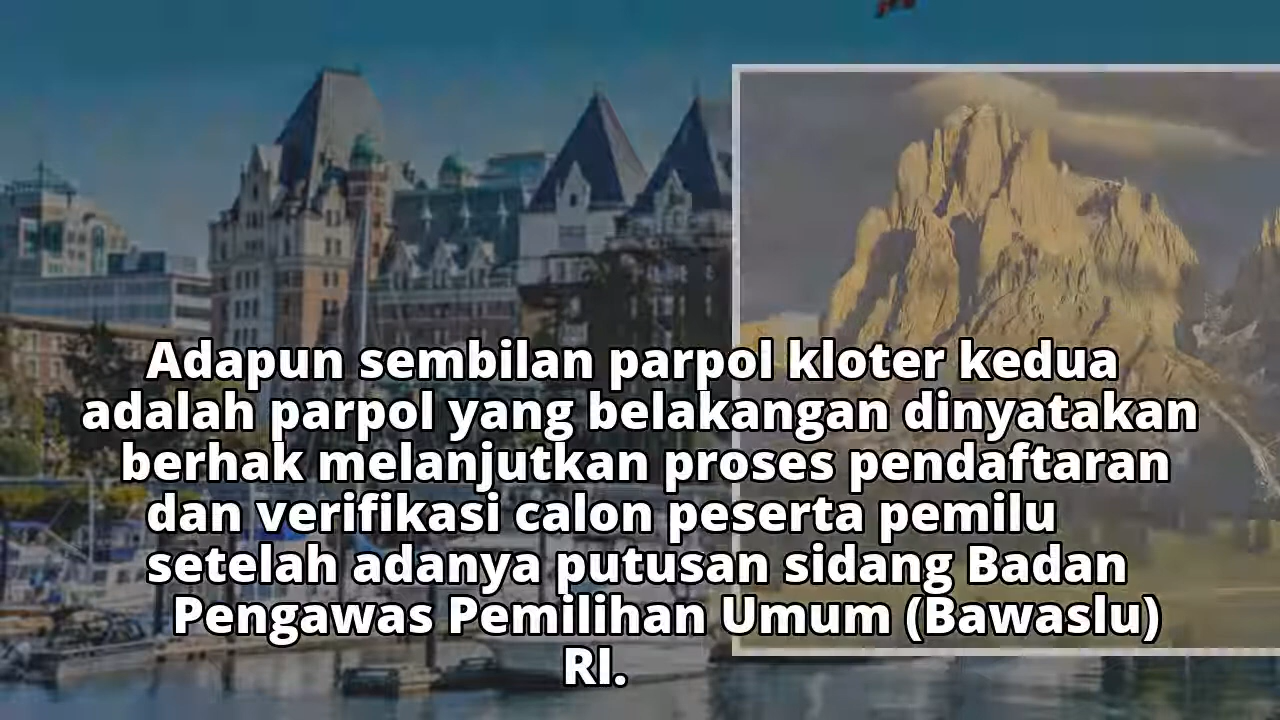 Adapun sembilan parpol kloter kedua
adalah parpol yang belakangan dinyatakan
berhak melanjutkan proses pendaftaran
dan verifikasi calon peserta pemilu
setelah adanya putusan sidang Badan
Pengawas Pemilihan Umum (Bawaslu)
RI.